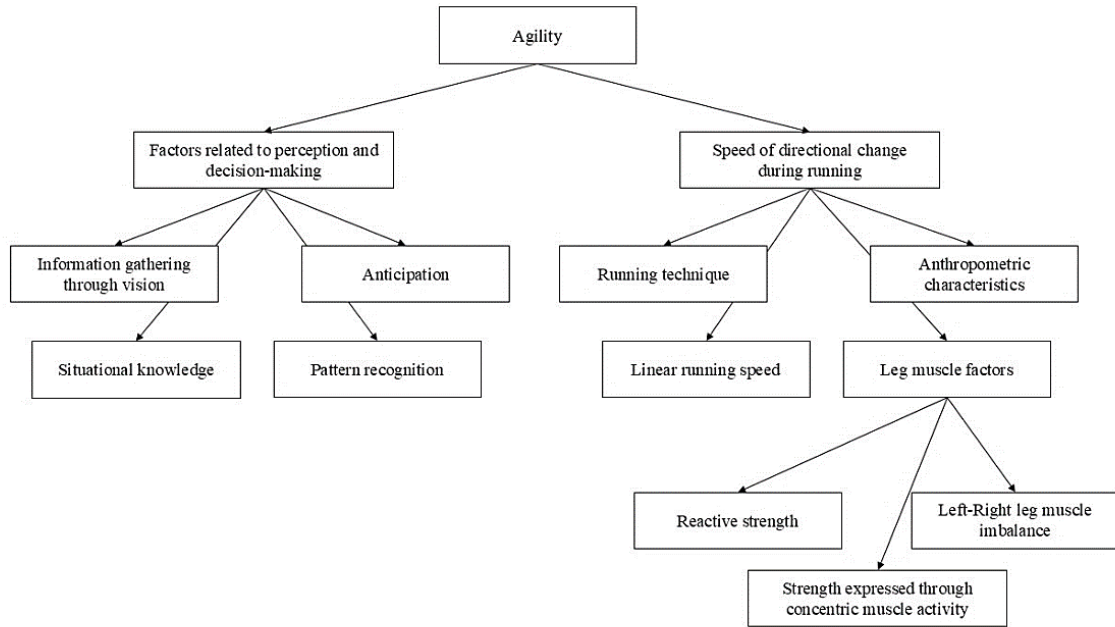 Agility
Factors related to perception and
decision-making
Speed of directional change
during running
Information gathering
through vision
Anticipation
Running technique
Anthropometric
characteristics
Situational knowledge
Pattern recognition
Linear running speed
Leg muscle factors
Reactive strength
Left-Right leg muscle
imbalance
Strength expressed through
concentric muscle activity